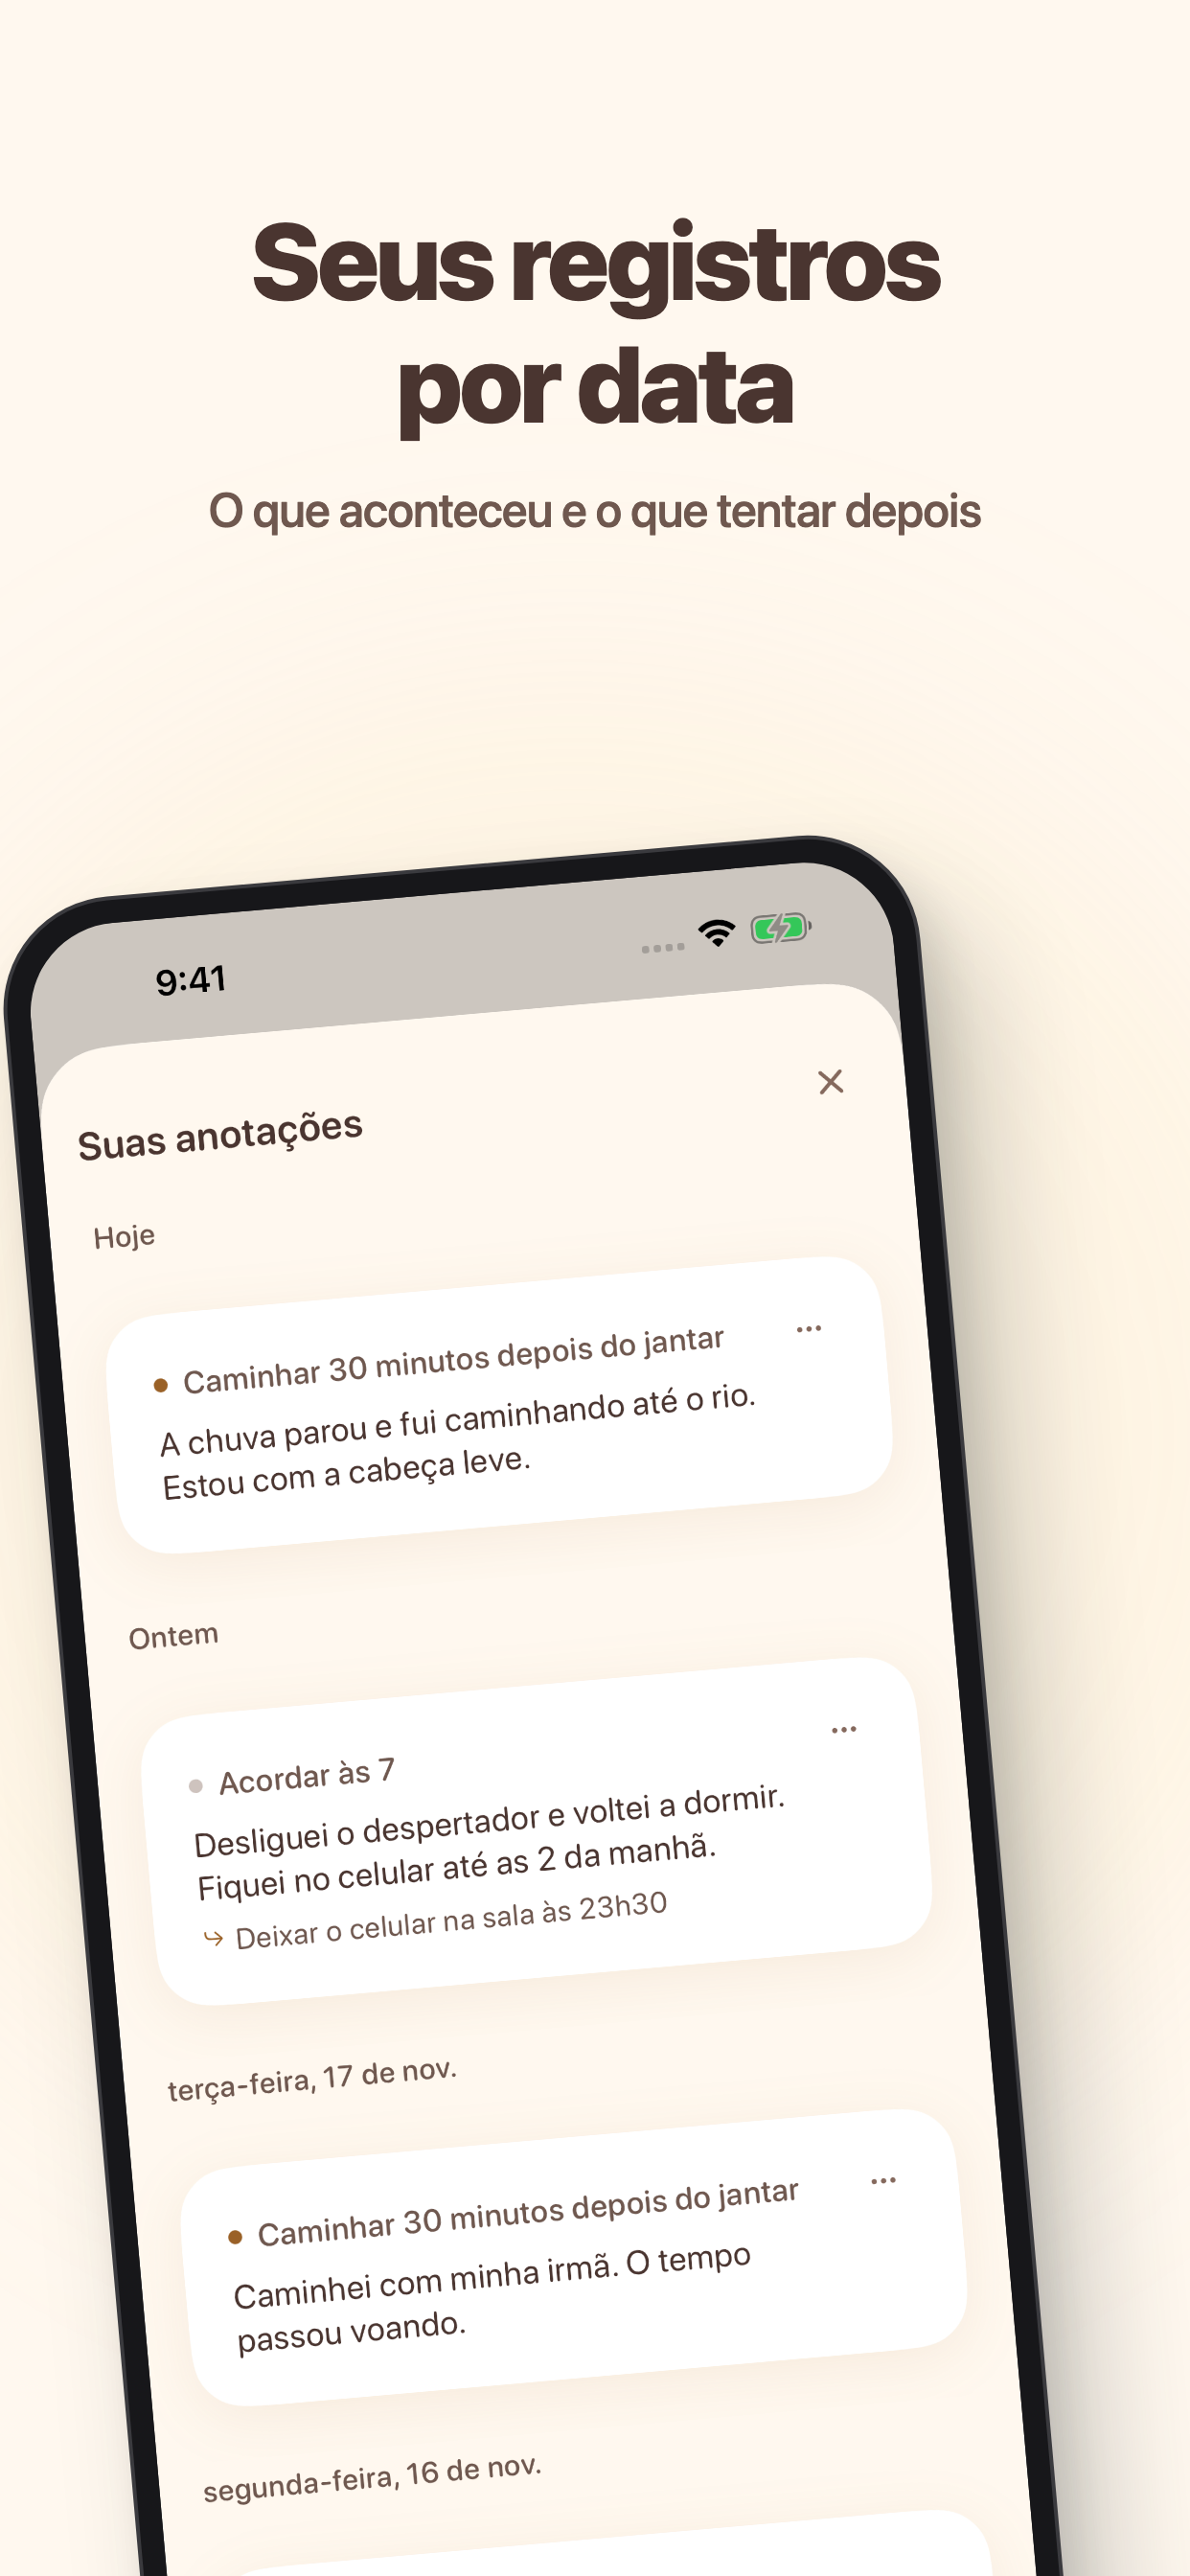 Seus registros
por data
O que aconteceu e o que tentar depois
9:41
Suas anotações
Hoje
Caminhar 30 minutos depois do jantar
A chuva parou e fui caminhando até o rio.
Estou com a cabeça leve.
Ontem
Acordar às 7
Desliguei o despertador e voltei a dormir.
Fiquei no celular até as 2 da manhã.
Deixar o celular na sala às 23h30
terça-feira, 17 de nov.
Caminhar 30 minutos depois do jantar
Caminhei com minha irmã. O tempo
passou voando.
segunda-feira, 16 de nov.